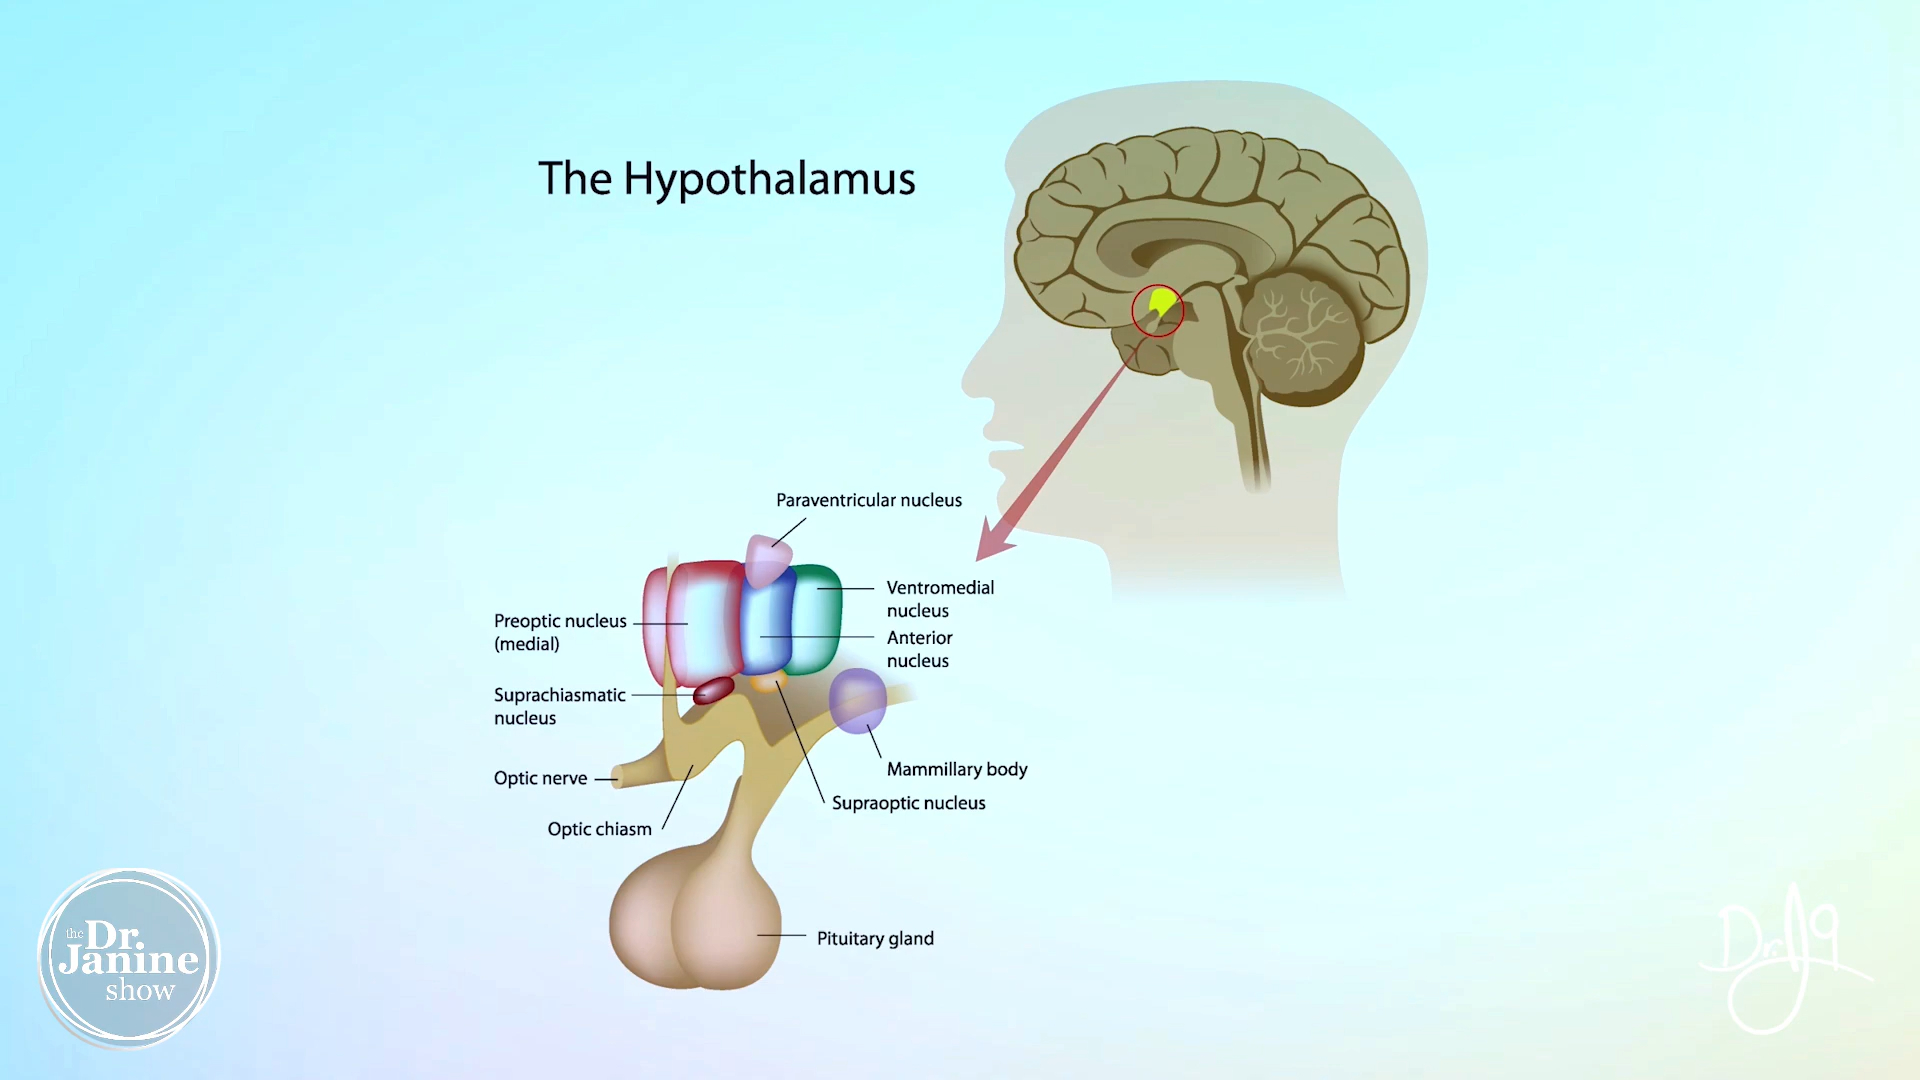 The Hypothalamus
Paraventricular nucleus
Ventromedial
nucleus
Anterior
nucleus
Preoptic nucleus
(medial)
Suprachiasmatic
nucleus
Optic nerve
Optic chiasm
Mammillary body
Supraoptic nucleus
Pituitary gland
the Dr.
Janine
show